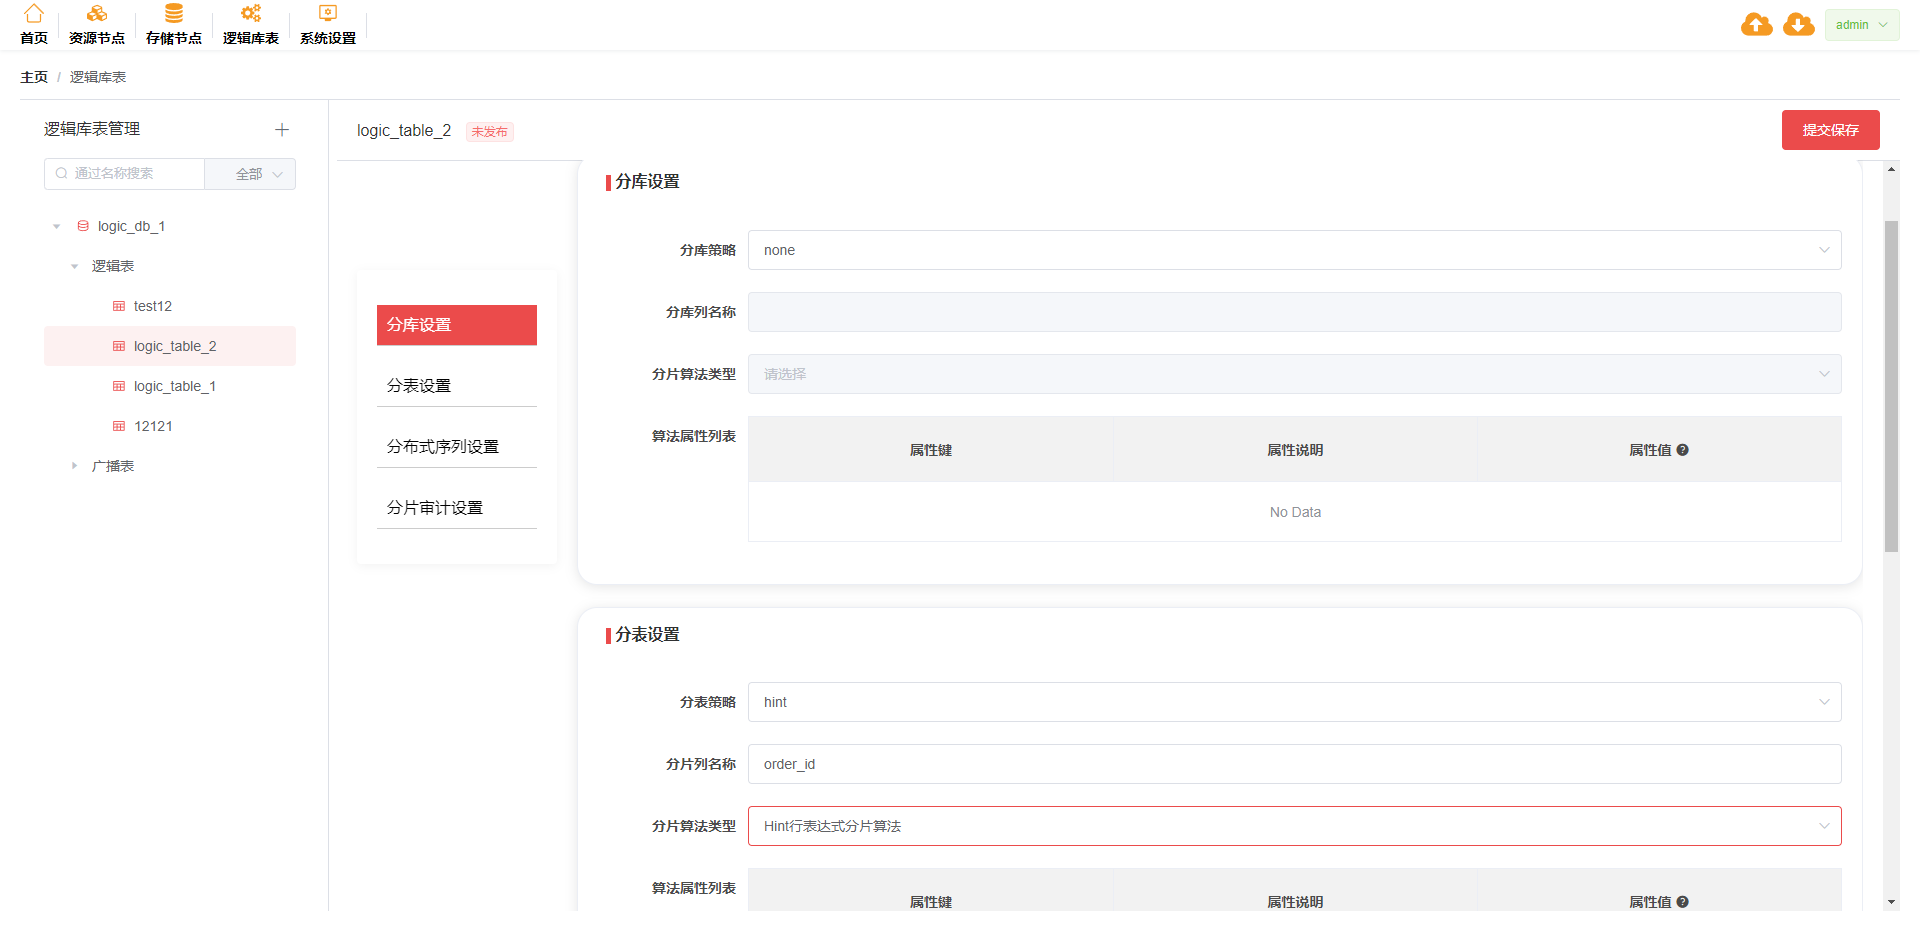 首页
资源节点
存储节点
逻辑库表
系统设置
admin
主页 / 逻辑库表
逻辑库表管理
通过名称搜索
全部
logic_db_1
逻辑表
test12
logic_table_2
logic_table_1
12121
广播表
logic_table_2
未发布
提交保存
分库设置
分表设置
分布式序列设置
分片审计设置
分库设置
分库策略
none
分库列名称
分片算法类型
请选择
算法属性列表
属性键
属性说明
属性值
No Data
分表设置
分表策略
hint
分片列名称
order_id
分片算法类型
Hint行表达式分片算法
算法属性列表
属性键
属性说明
属性值